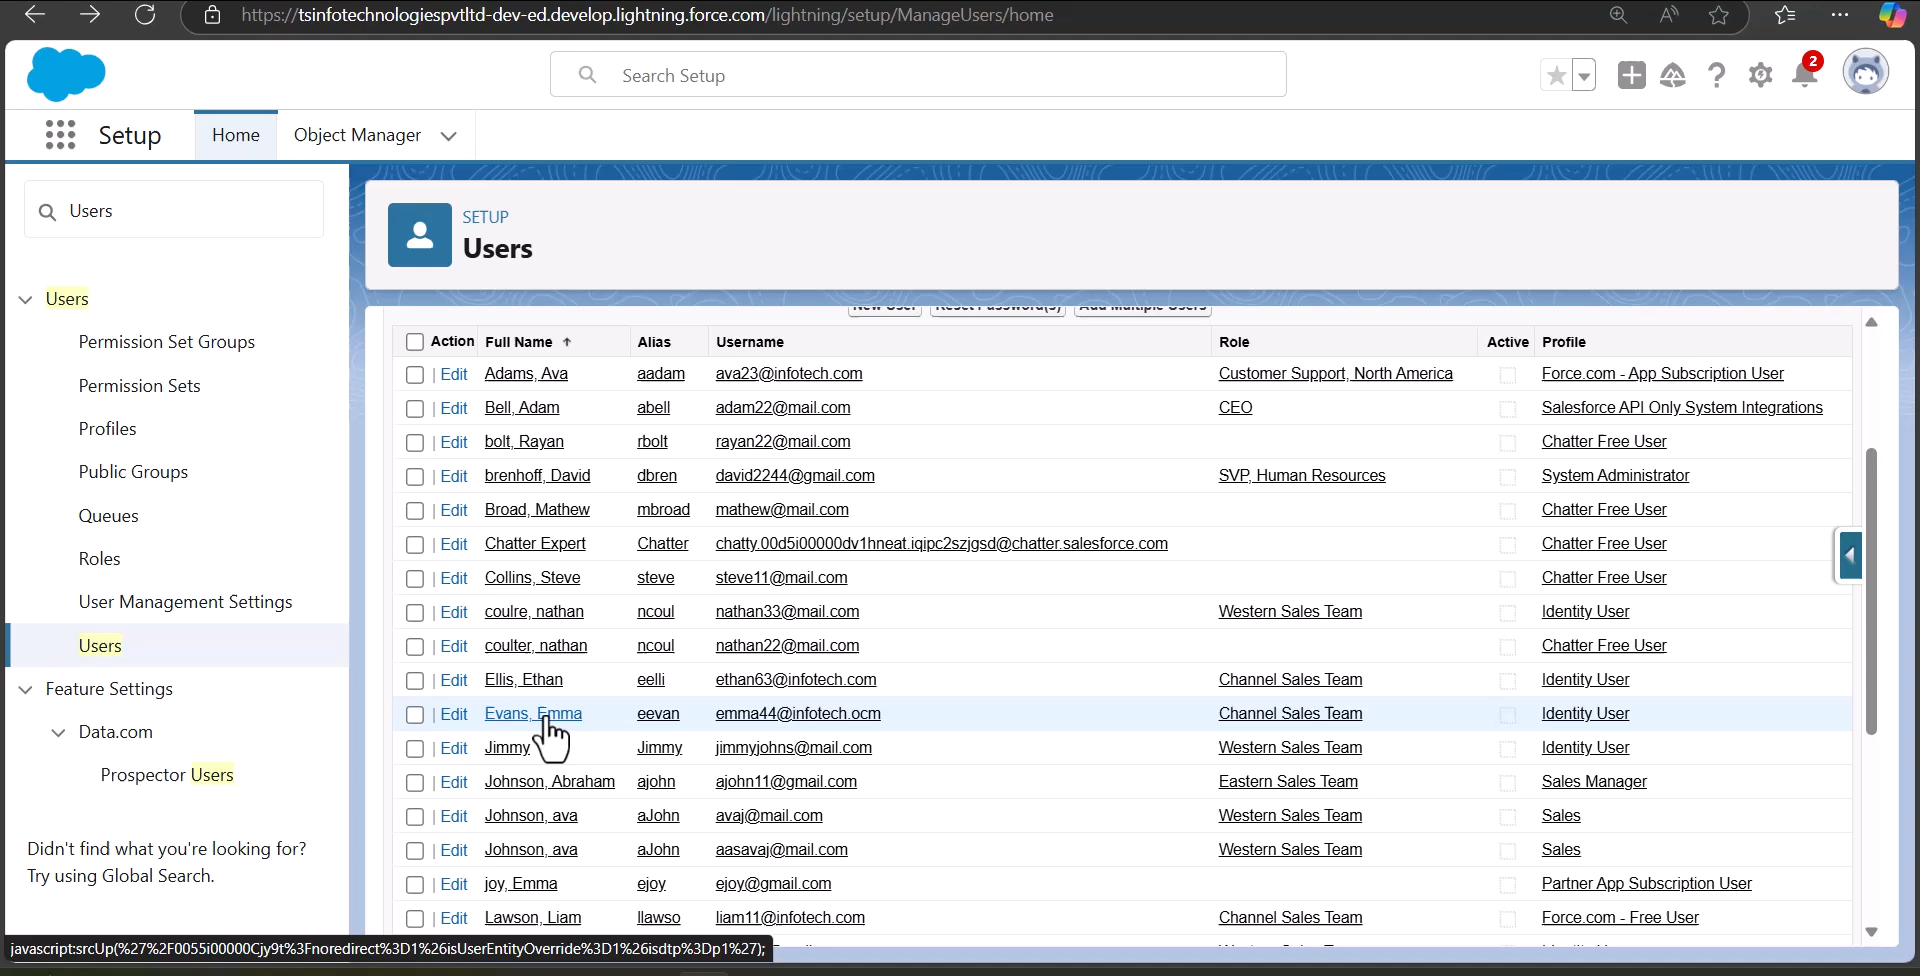 https://tsinfotechnologiespvtltd-dev-ed.develop.lightning.force.com/lightning/setup/ManageUsers/home
Search Setup
2
Setup
Home
Object Manager
Users
SETUP
Users
Users
Permission Set Groups
Permission Sets
Profiles
Public Groups
Queues
Roles
User Management Settings
Users
Feature Settings
Data.com
Prospector Users
Didn't find what you're looking for?
Try using Global Search.
New User Reset Password(s) Add Multiple Users
Action Full Name Alias Username Role Active Profile
Edit Adams, Ava aadam ava23@infotech.com Customer Support, North America Force.com - App Subscription User
Edit Bell, Adam abell adam22@mail.com CEO Salesforce API Only System Integrations
Edit bolt, Rayan rbolt rayan22@mail.com Chatter Free User
Edit brenhoff, David dbren david2244@gmail.com SVP, Human Resources System Administrator
Edit Broad, Mathew mbroad mathew@mail.com Chatter Free User
Edit Chatter Expert Chatter chatty.00d5i00000dv1hneat.iqipc2szjgsd@chatter.salesforce.com Chatter Free User
Edit Collins, Steve steve steve11@mail.com Chatter Free User
Edit coulre, nathan ncoul nathan33@mail.com Western Sales Team Identity User
Edit coulter, nathan ncoul nathan22@mail.com Chatter Free User
Edit Ellis, Ethan eelli ethan63@infotech.com Channel Sales Team Identity User
Edit Evans, Emma eevan emma44@infotech.ocm Channel Sales Team Identity User
Edit Jimmy Jimmy jimmyjohns@mail.com Western Sales Team Identity User
Edit Johnson, Abraham ajohn ajohn11@gmail.com Eastern Sales Team Sales Manager
Edit Johnson, ava aJohn avaj@mail.com Western Sales Team Sales
Edit Johnson, ava aJohn aasavaj@mail.com Western Sales Team Sales
Edit joy, Emma ejoy ejoy@gmail.com Partner App Subscription User
Edit Lawson, Liam llawso liam11@infotech.com Channel Sales Team Force.com - Free User
javascript:srcUp(%27%2F0055i00000Cjy9t%3Fnoredirect%3D1%26isUserEntityOverride%3D1%26isdtp%3Dp1%27);